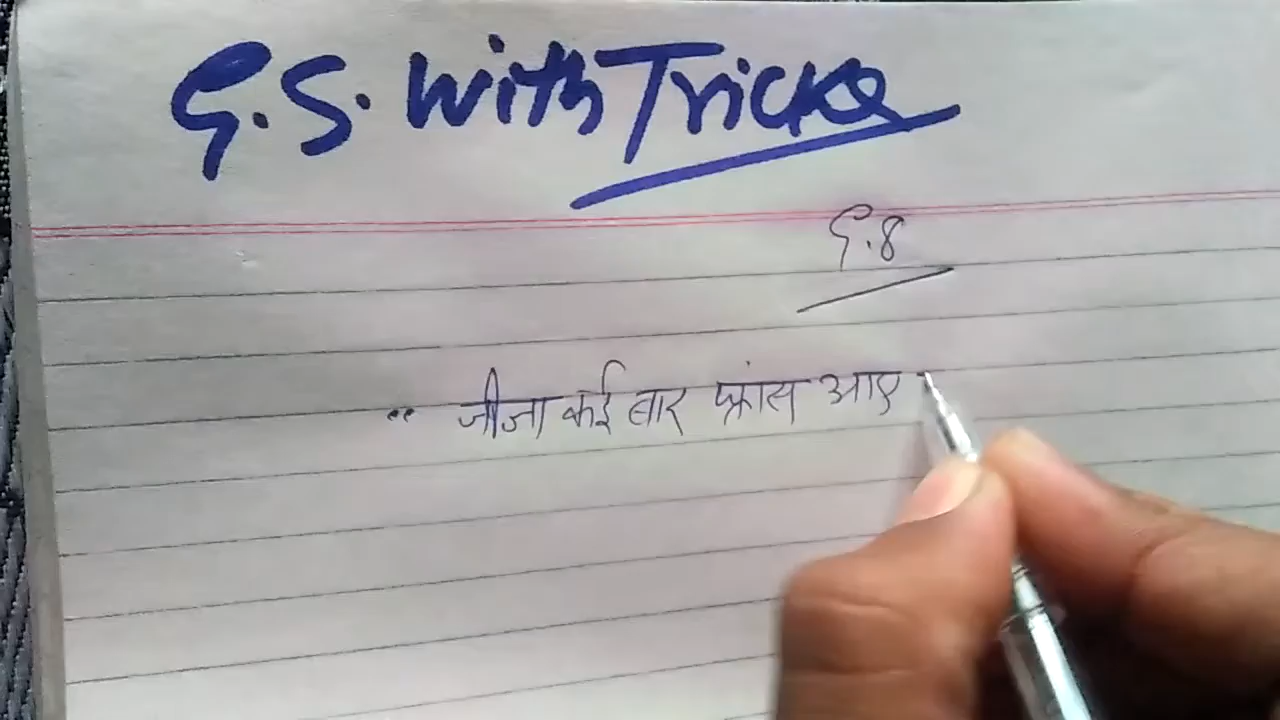 G.S. With Tricks
G.8
“ जीजा कई बार फ्रांस आए